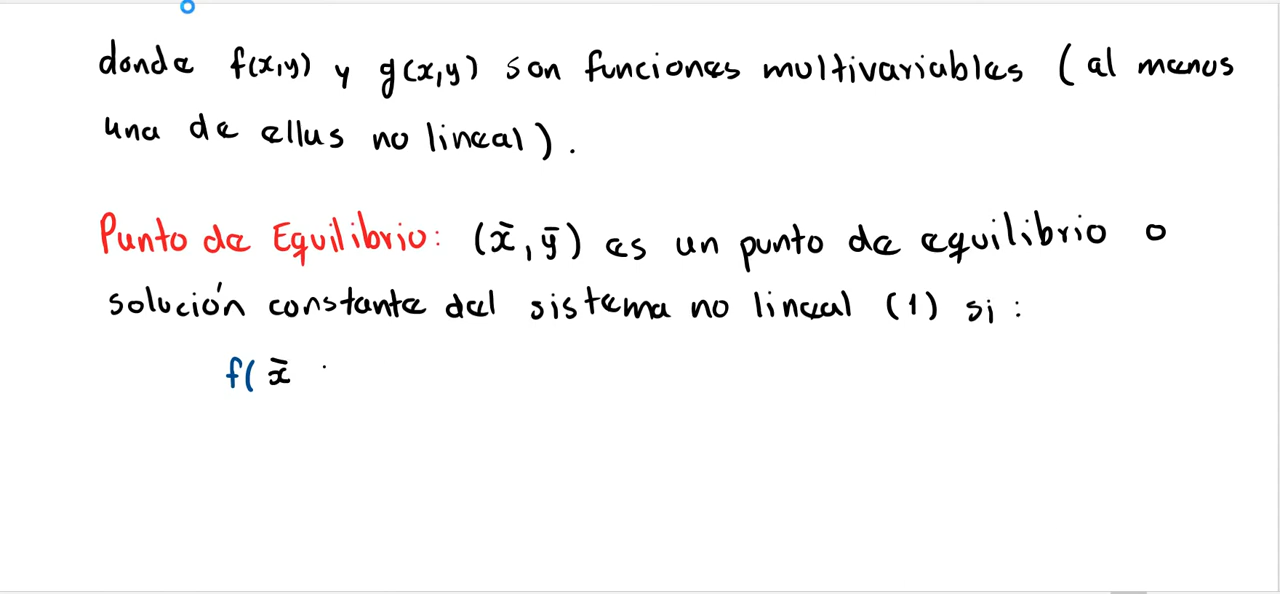 donde f(x,y) y g(x,y) son funciones multivariables (al menos
una de ellas no lineal).
Punto de Equilibrio: (x̄, ȳ) es un punto de equilibrio o
solución constante del sistema no lineal (1) si:
f( x̄